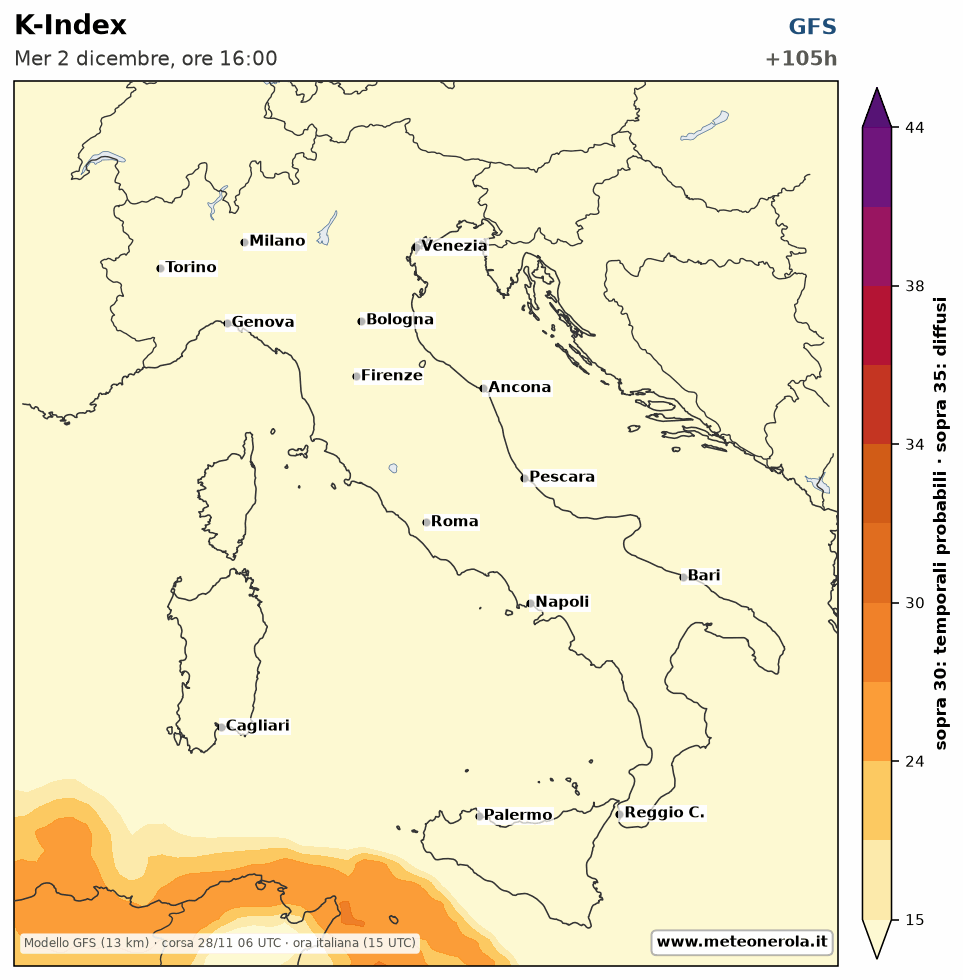 K-Index
GFS
Mer 2 dicembre, ore 16:00
+105h
44
38
34
30
24
15
sopra 30: temporali probabili · sopra 35: diffusi
Milano
Venezia
Torino
Genova
Bologna
Firenze
Ancona
Pescara
Roma
Bari
Napoli
Cagliari
Palermo
Reggio C.
Modello GFS (13 km) · corsa 28/11 06 UTC · ora italiana (15 UTC)
www.meteonerola.it